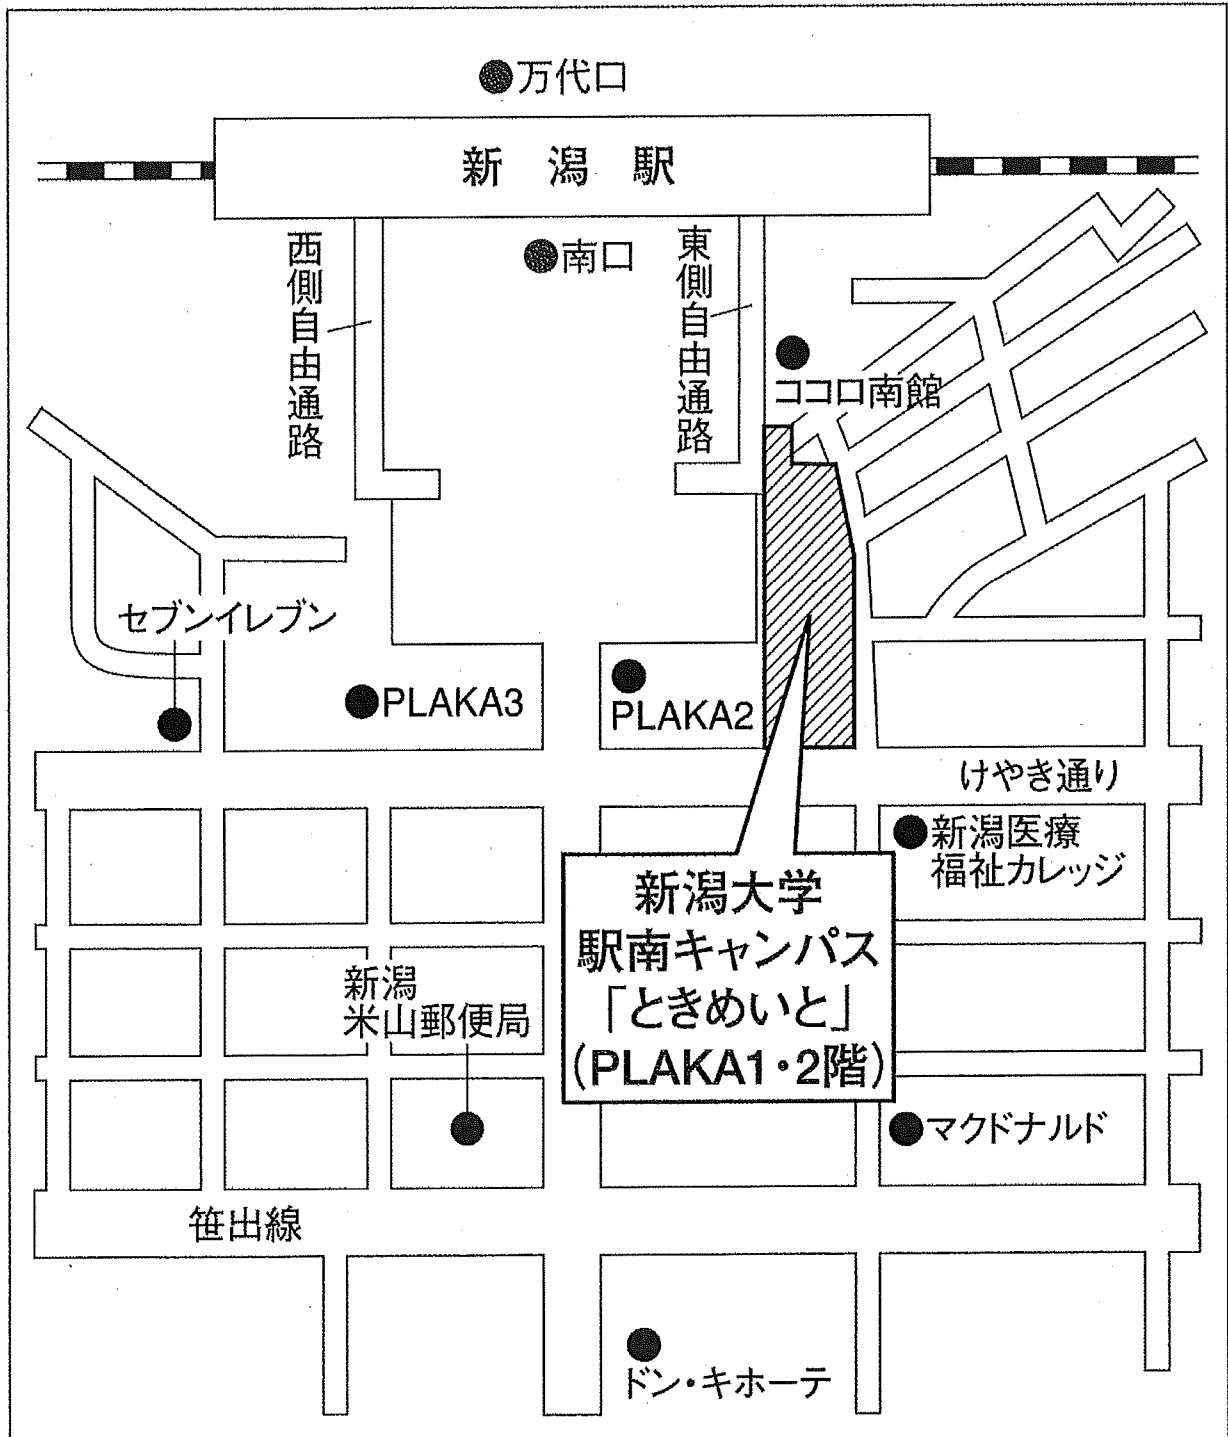 万代口
新潟駅
西側自由通路
南口
東側自由通路
ココロ南館
セブンイレブン
PLAKA3
PLAKA2
けやき通り
新潟医療
福祉カレッジ
新潟大学
駅南キャンパス
「ときめいと」
(PLAKA1・2階)
新潟
米山郵便局
マクドナルド
笹出線
ドン・キホーテ